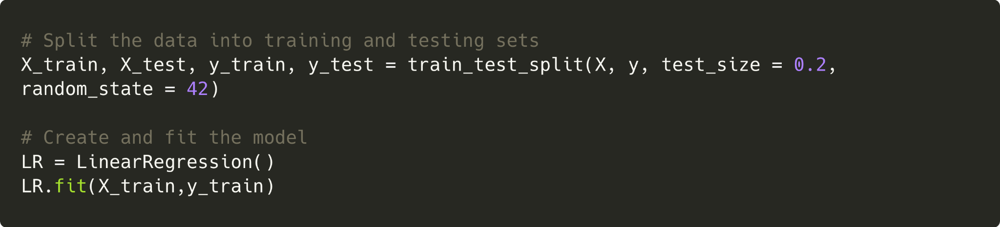 # Split the data into training and testing sets
X_train, X_test, y_train, y_test = train_test_split(X, y, test_size = 0.2,
random_state = 42)
# Create and fit the model
LR = LinearRegression()
LR.fit(X_train,y_train)